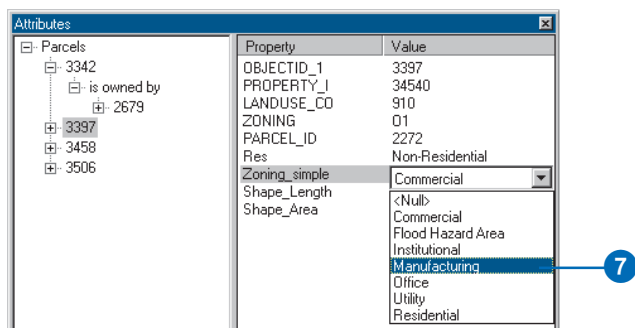 Attributes
Parcels
3342
is owned by
2679
3397
3458
3506
Property Value
OBJECTID_1 3397
PROPERTY_I 34540
LANDUSE_CO 910
ZONING O1
PARCEL_ID 2272
Res Non-Residential
Zoning_simple Commercial
Shape_Length
Shape_Area
<Null>
Commercial
Flood Hazard Area
Institutional
Manufacturing
Office
Utility
Residential
7